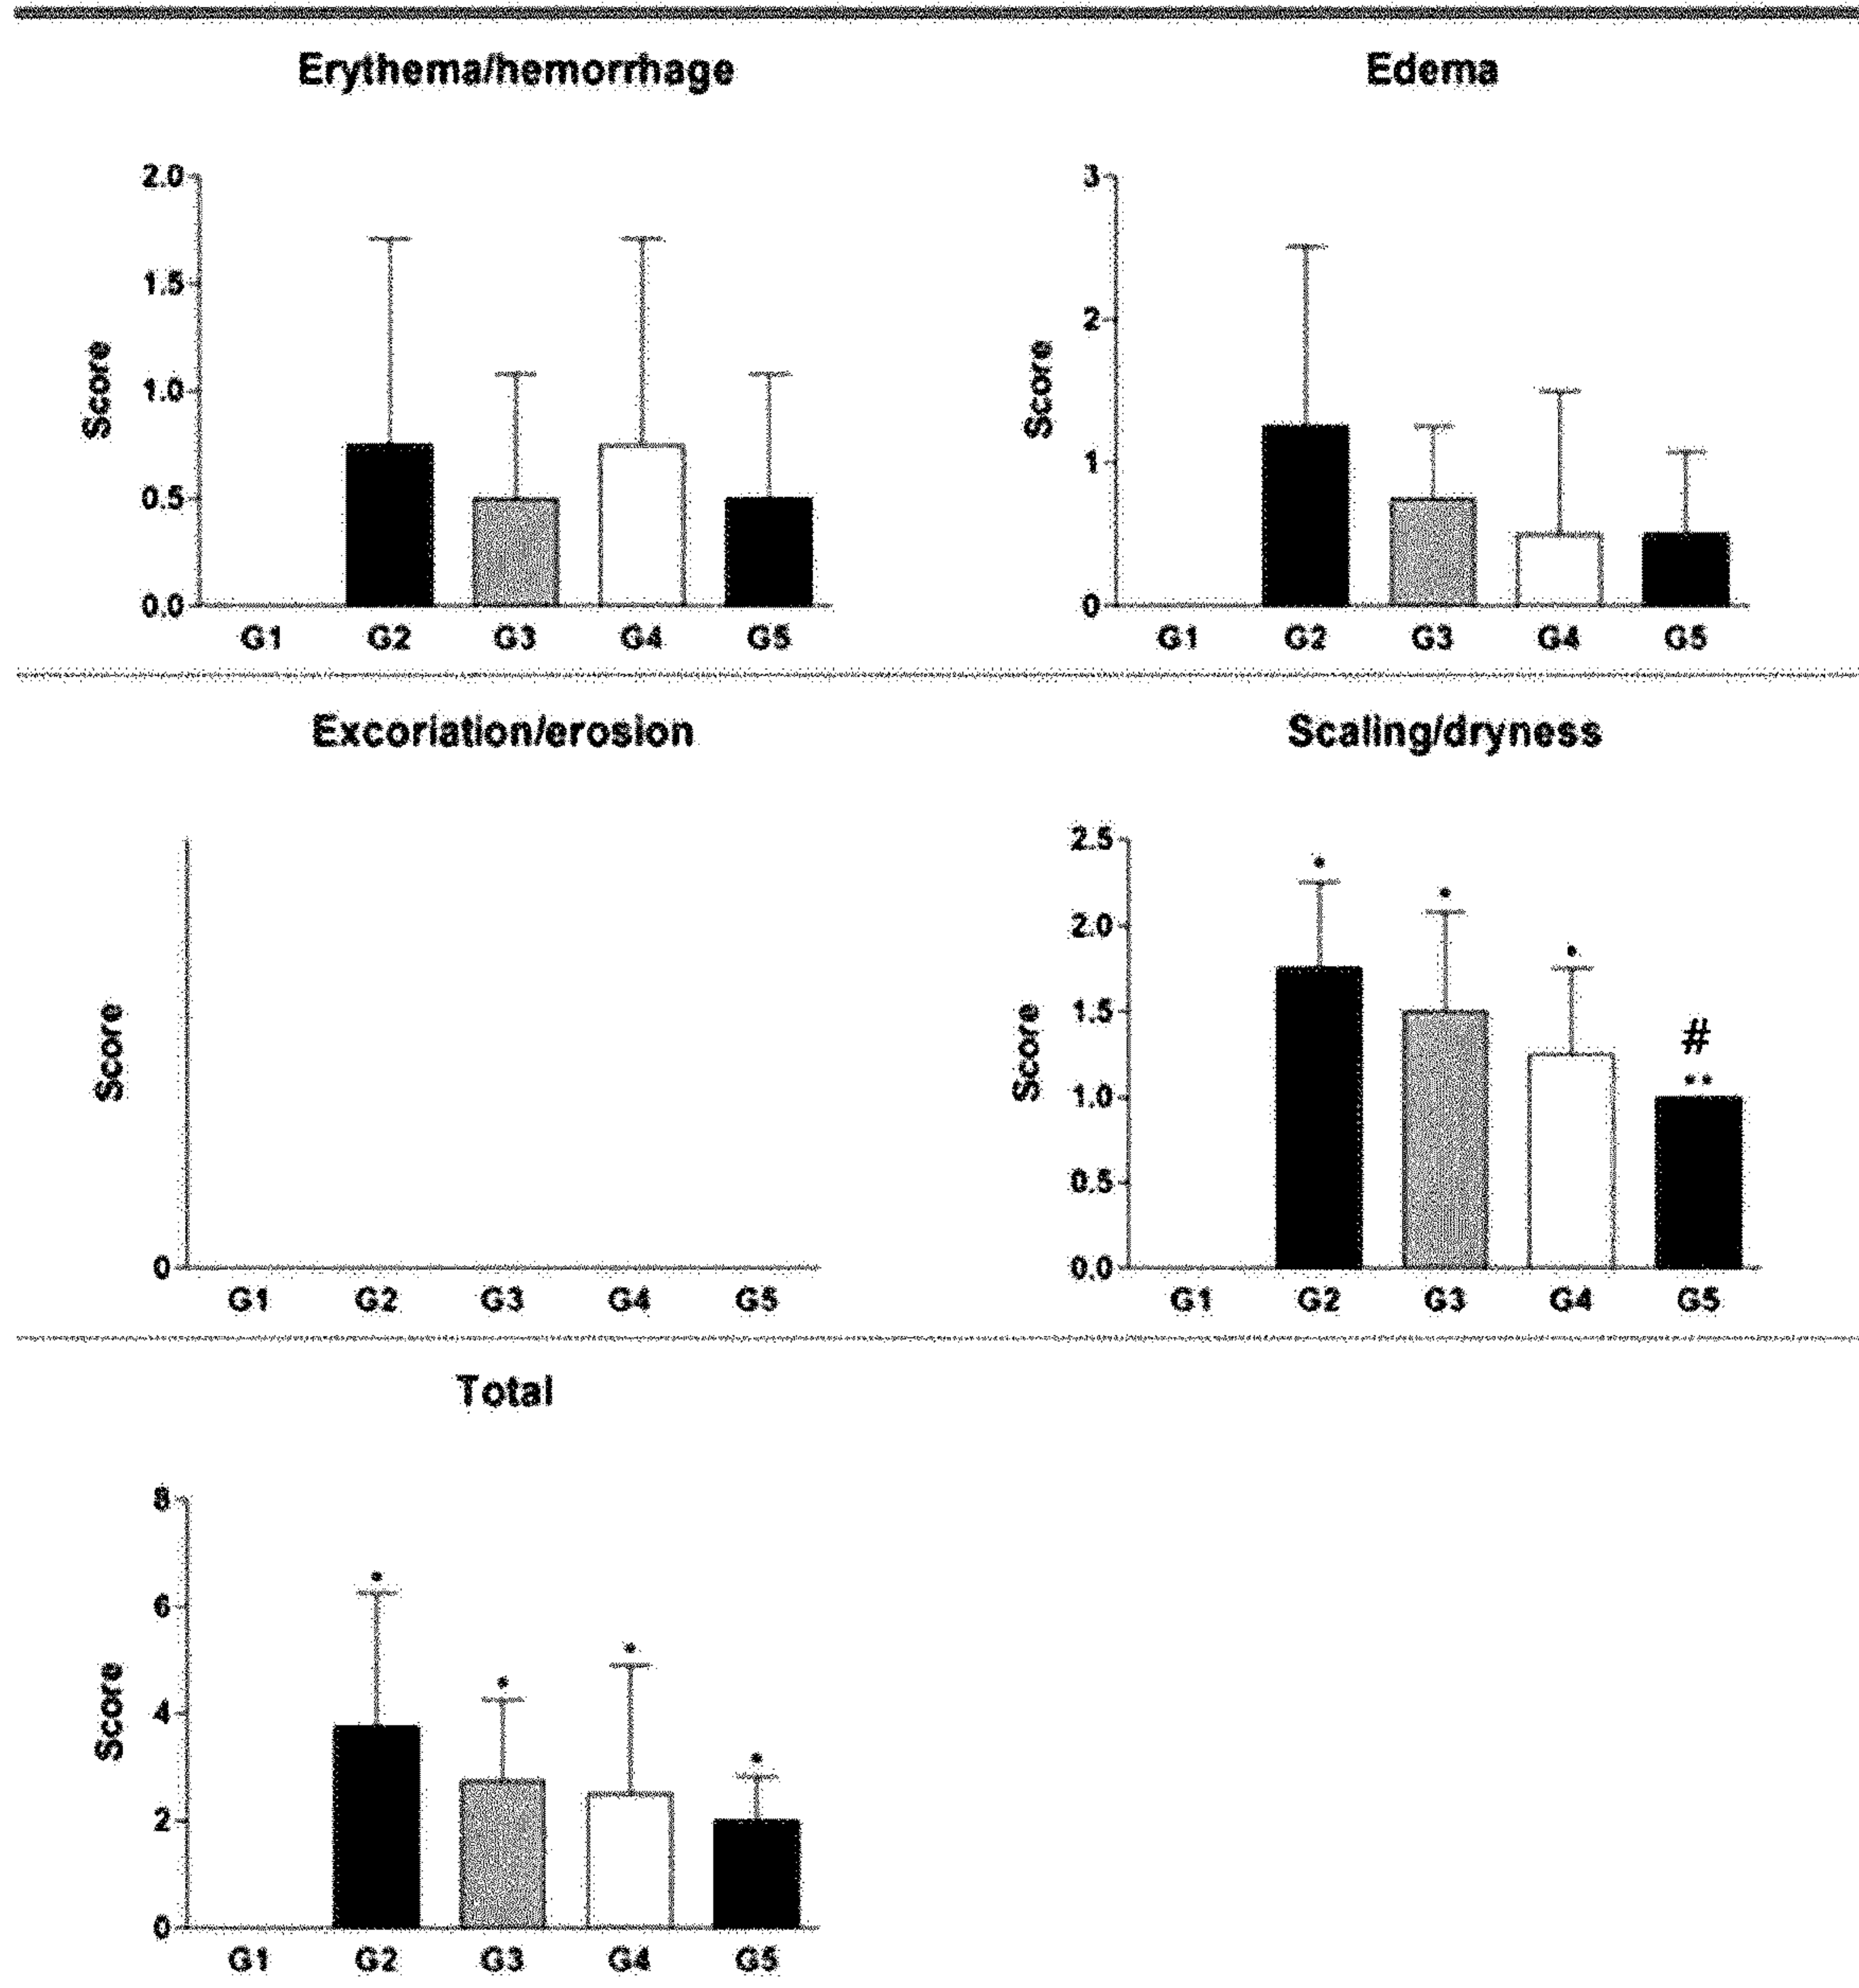 Erythema/hemorrhage
Score
2.0
1.5
1.0
0.5
0.0
G1 G2 G3 G4 G5
Edema
Score
3
2
1
0
G1 G2 G3 G4 G5
Excoriation/erosion
Score
0
G1 G2 G3 G4 G5
Scaling/dryness
Score
2.5
2.0
1.5
1.0
0.5
0.0
* * * # **
G1 G2 G3 G4 G5
Total
Score
8
6
4
2
0
* * * *
G1 G2 G3 G4 G5